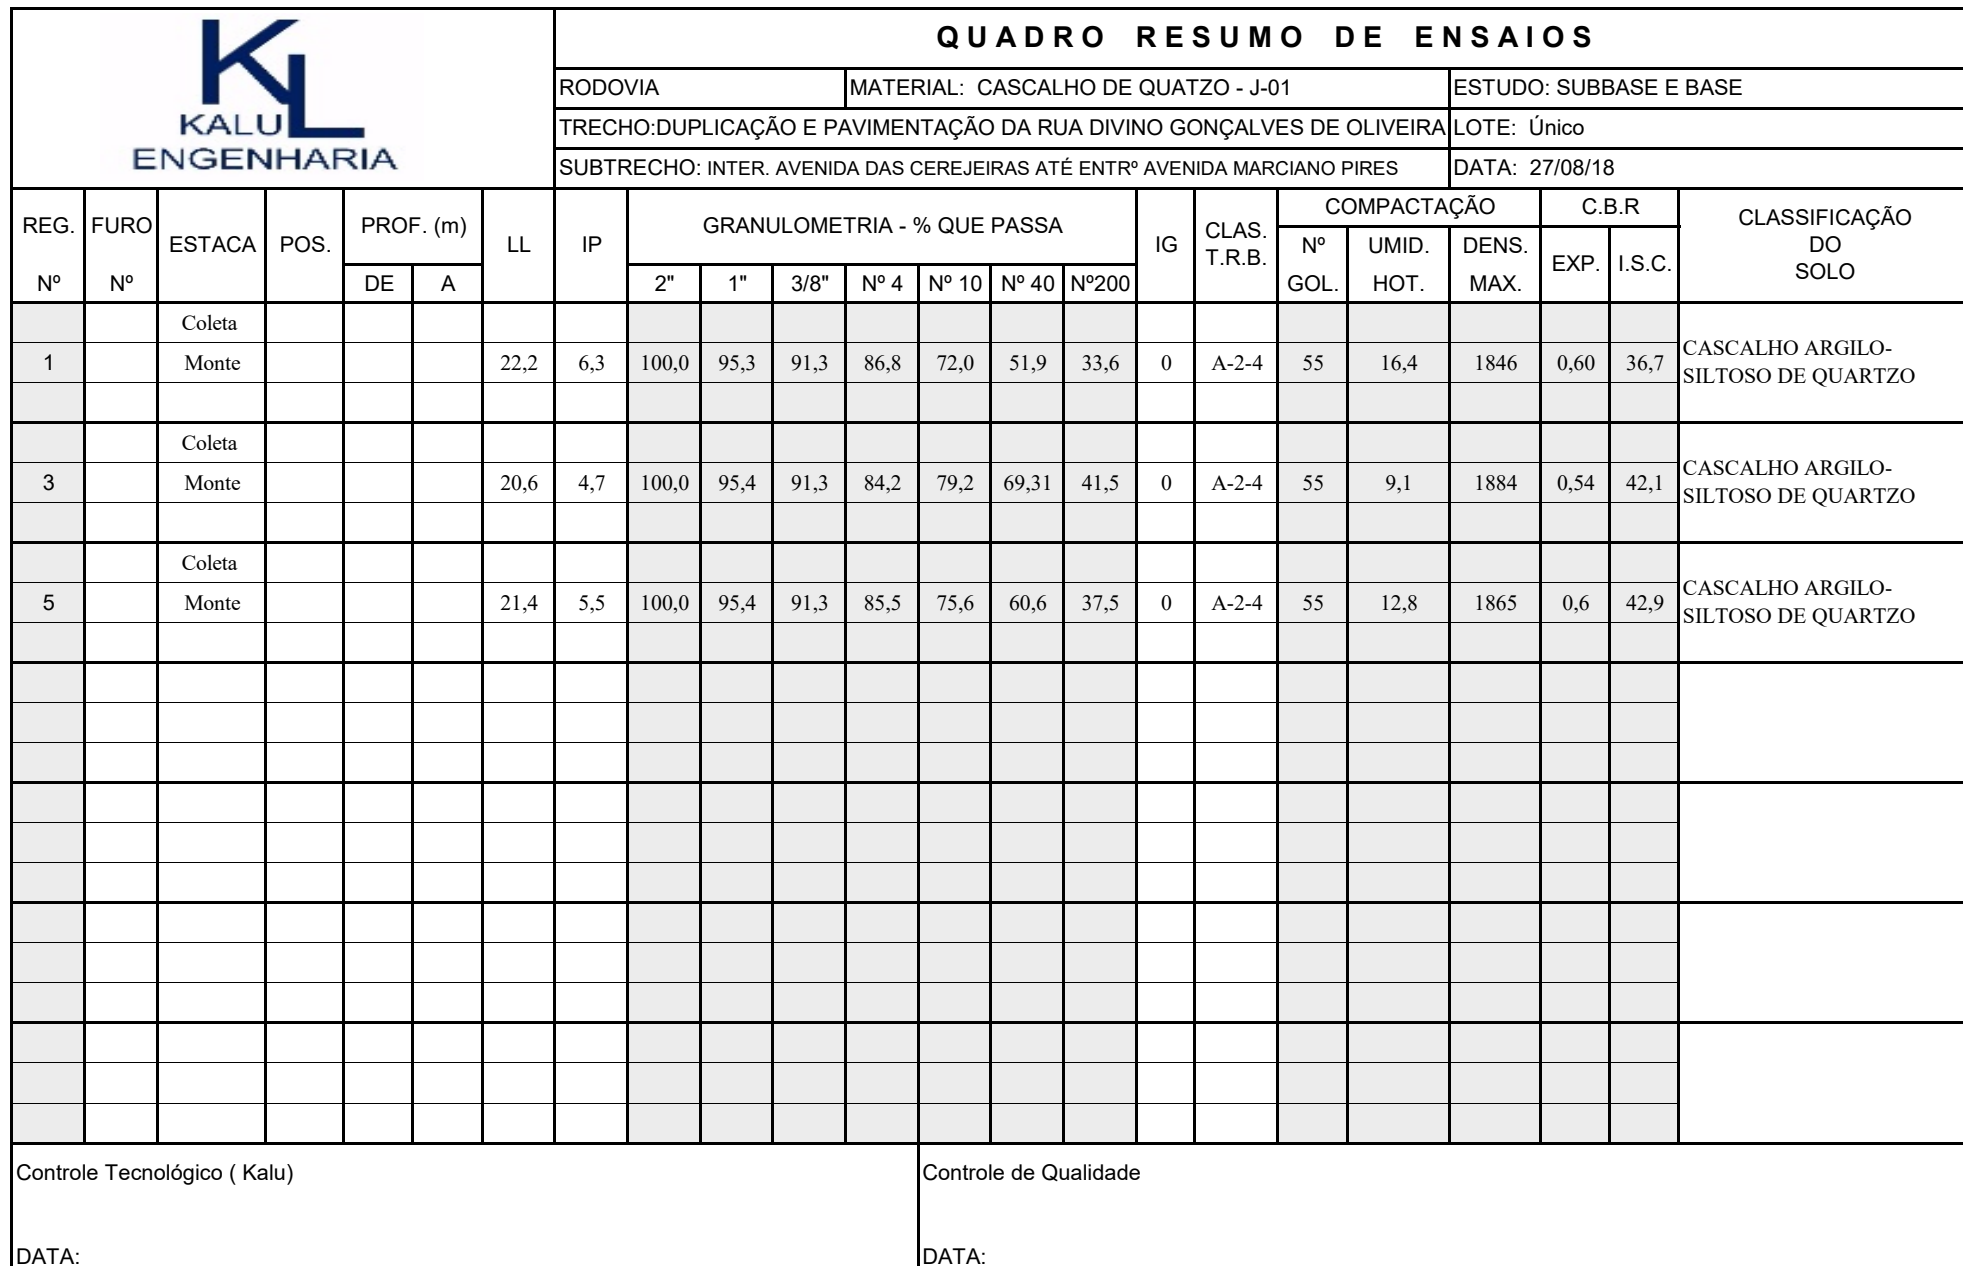 KL
KALU
ENGENHARIA
QUADRO RESUMO DE ENSAIOS
RODOVIA MATERIAL: CASCALHO DE QUATZO - J-01 ESTUDO: SUBBASE E BASE
TRECHO:DUPLICAÇÃO E PAVIMENTAÇÃO DA RUA DIVINO GONÇALVES DE OLIVEIRA LOTE: Único
SUBTRECHO: INTER. AVENIDA DAS CEREJEIRAS ATÉ ENTRº AVENIDA MARCIANO PIRES DATA: 27/08/18
REG. FURO ESTACA POS. PROF. (m) LL IP GRANULOMETRIA - % QUE PASSA IG CLAS. T.R.B. COMPACTAÇÃO C.B.R CLASSIFICAÇÃO DO SOLO
Nº Nº DE A 2" 1" 3/8" Nº 4 Nº 10 Nº 40 Nº200 Nº GOL. UMID. HOT. DENS. MAX. EXP. I.S.C.
Coleta
1 Monte 22,2 6,3 100,0 95,3 91,3 86,8 72,0 51,9 33,6 0 A-2-4 55 16,4 1846 0,60 36,7 CASCALHO ARGILO-
SILTOSO DE QUARTZO
Coleta
3 Monte 20,6 4,7 100,0 95,4 91,3 84,2 79,2 69,31 41,5 0 A-2-4 55 9,1 1884 0,54 42,1 CASCALHO ARGILO-
SILTOSO DE QUARTZO
Coleta
5 Monte 21,4 5,5 100,0 95,4 91,3 85,5 75,6 60,6 37,5 0 A-2-4 55 12,8 1865 0,6 42,9 CASCALHO ARGILO-
SILTOSO DE QUARTZO
Controle Tecnológico ( Kalu) Controle de Qualidade
DATA: DATA: